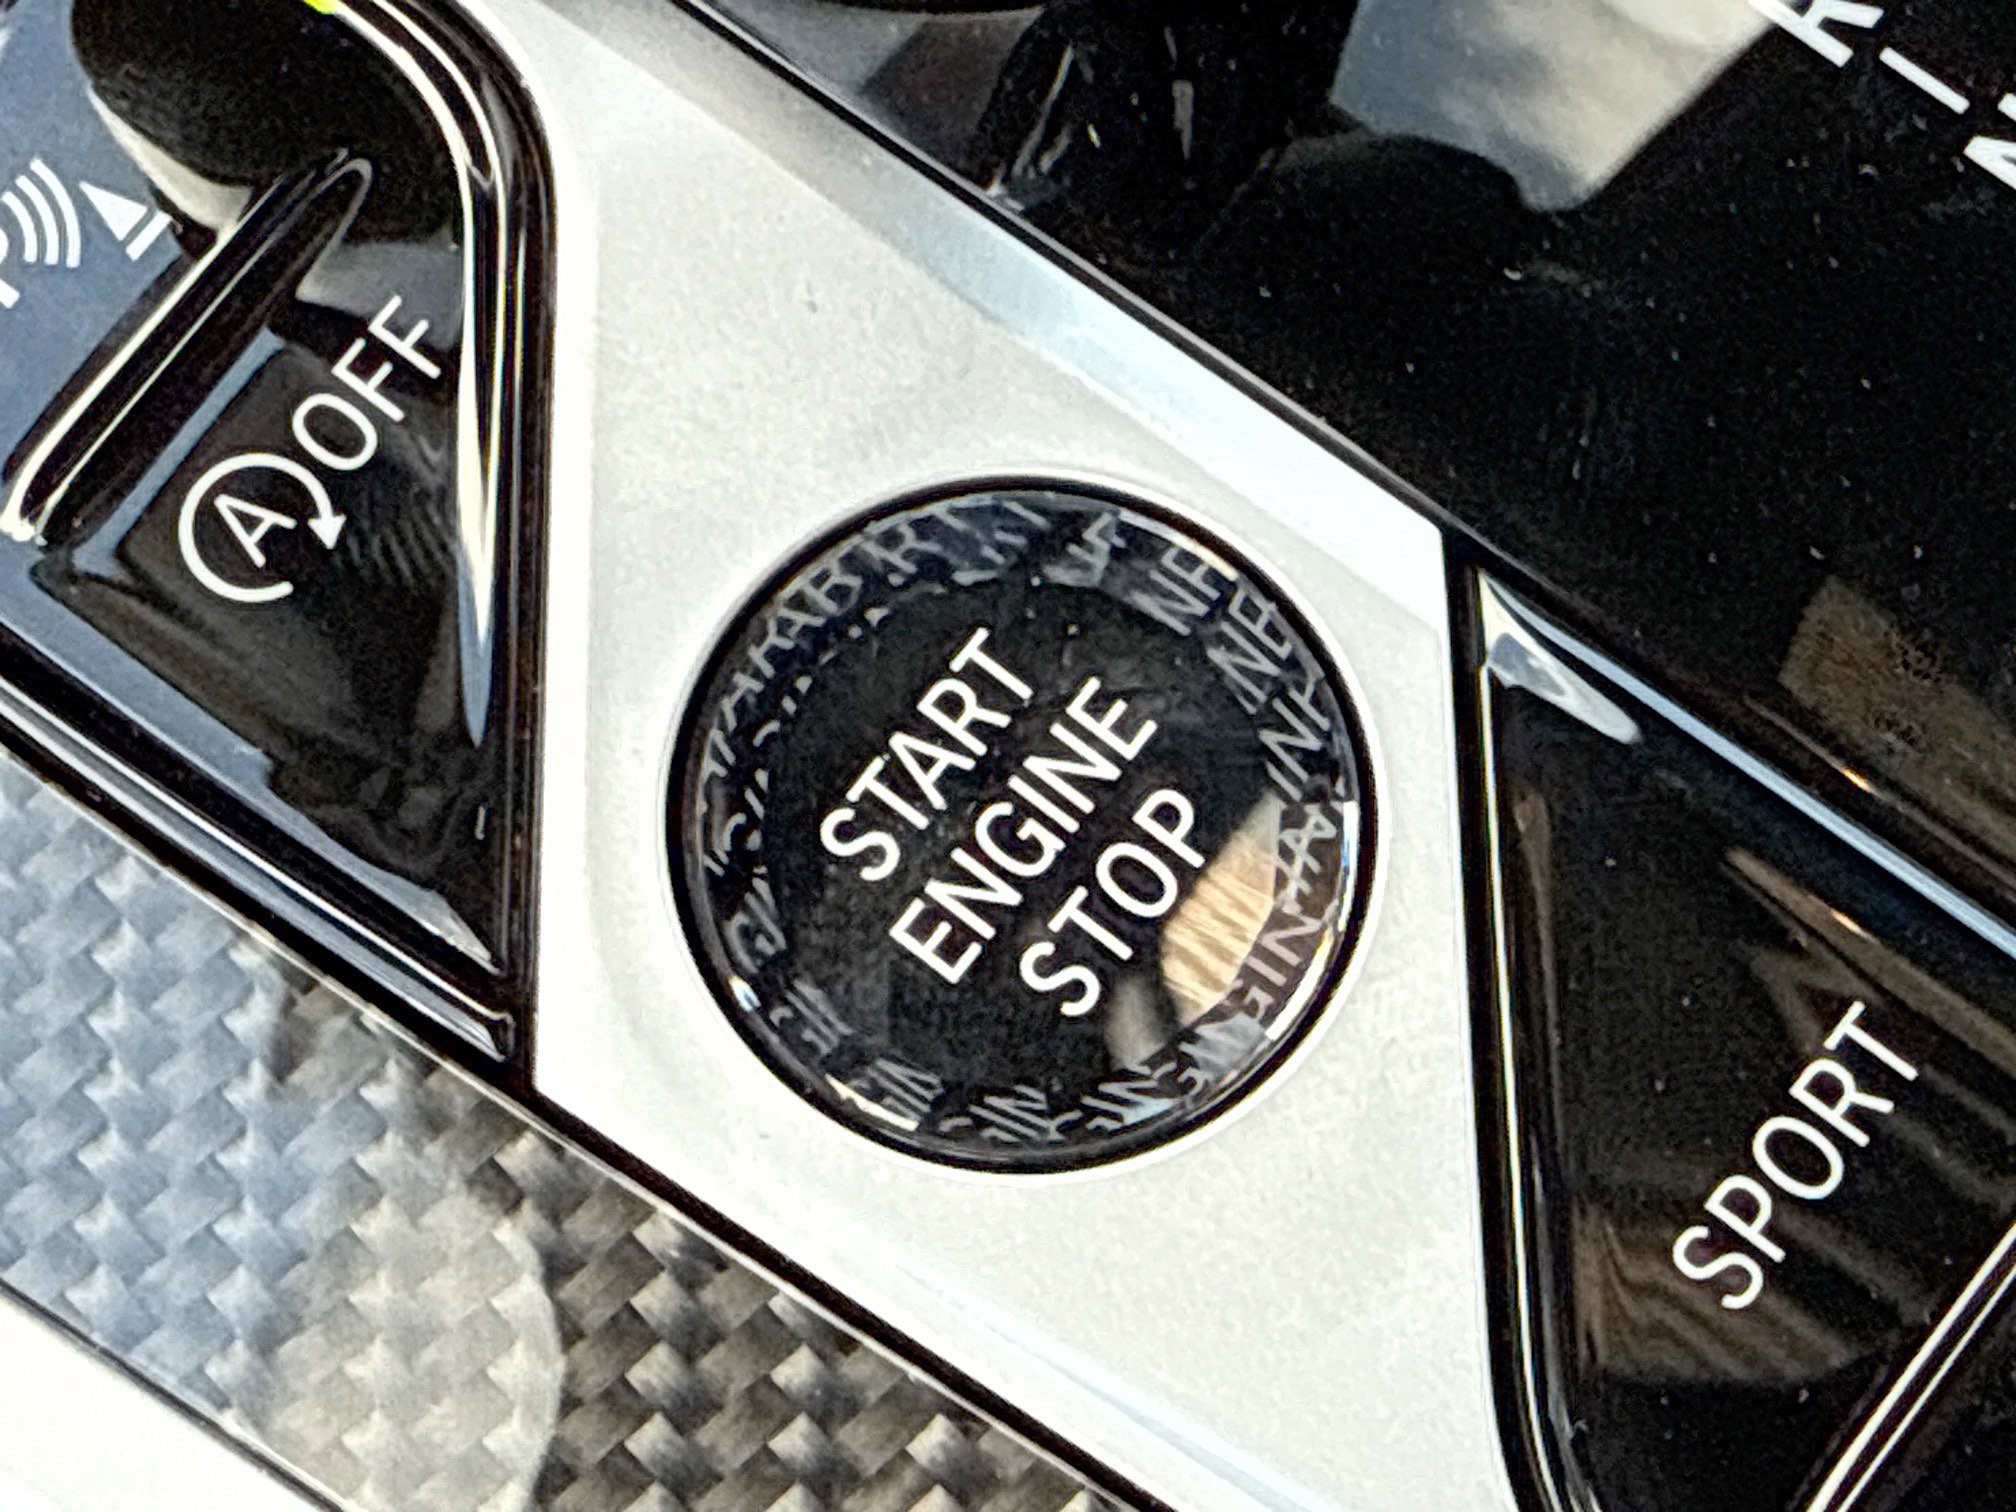 R
P
A OFF
START
ENGINE
STOP
SPORT